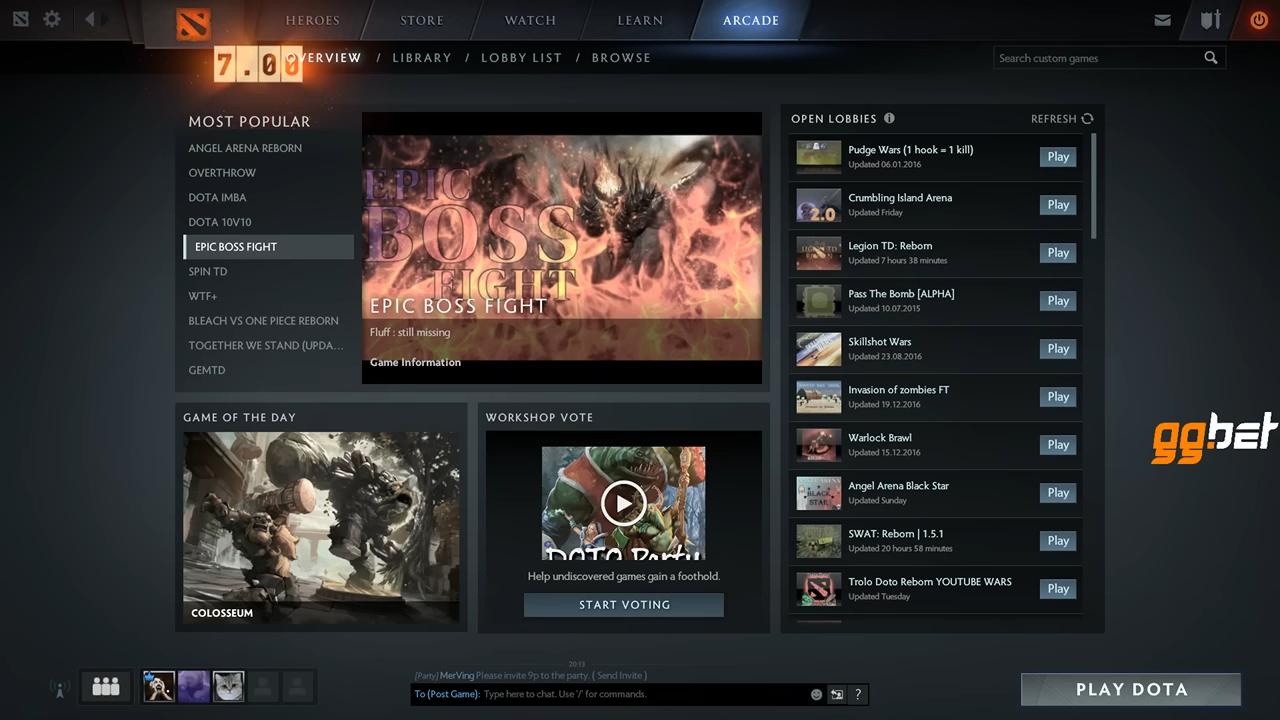 HEROES
STORE
WATCH
LEARN
ARCADE
7.00
OVERVIEW / LIBRARY / LOBBY LIST / BROWSE
Search custom games
MOST POPULAR
ANGEL ARENA REBORN
OVERTHROW
DOTA IMBA
DOTA 10V10
EPIC BOSS FIGHT
SPIN TD
WTF+
BLEACH VS ONE PIECE REBORN
TOGETHER WE STAND (UPDA...
GEMTD
EPIC
BOSS
FIGHT
EPIC BOSS FIGHT
Fluff : still missing
Game Information
OPEN LOBBIES
REFRESH
Pudge Wars (1 hook = 1 kill)
Updated 06.01.2016
Play
2.0
Crumbling Island Arena
Updated Friday
Play
Legion TD: Reborn
Updated 7 hours 38 minutes
Play
Pass The Bomb [ALPHA]
Updated 10.07.2015
Play
Skillshot Wars
Updated 23.08.2016
Play
Invasion of zombies FT
Updated 19.12.2016
Play
Warlock Brawl
Updated 15.12.2016
Play
BLACK
STAR
Angel Arena Black Star
Updated Sunday
Play
SWAT: Reborn | 1.5.1
Updated 20 hours 58 minutes
Play
Trolo Doto Reborn YOUTUBE WARS
Updated Tuesday
Play
GAME OF THE DAY
COLOSSEUM
WORKSHOP VOTE
DOTO Party
Help undiscovered games gain a foothold.
START VOTING
gg.bet
20:13
[Party] MerVing Please invite 9p to the party. ( Send Invite )
To (Post Game): Type here to chat. Use '/' for commands.
?
PLAY DOTA